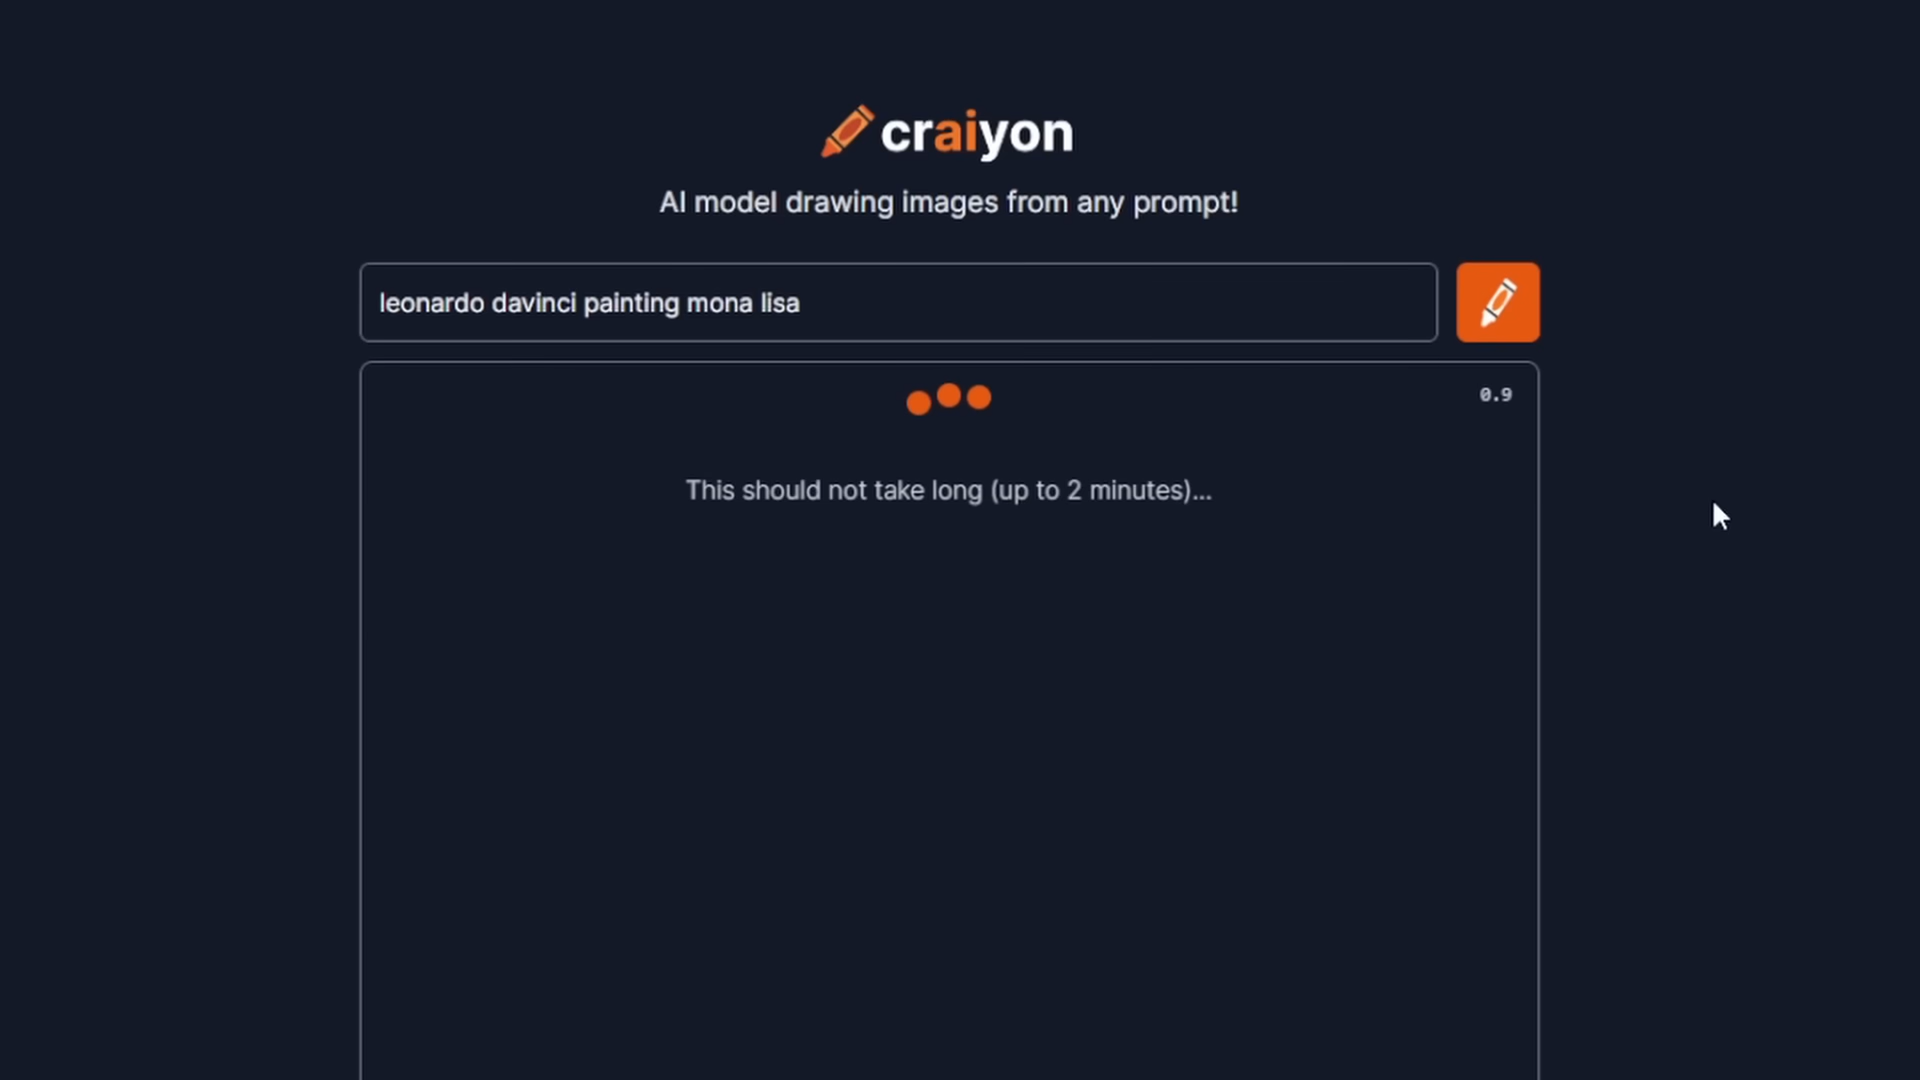 craiyon
AI model drawing images from any prompt!
leonardo davinci painting mona lisa
0.9
This should not take long (up to 2 minutes)...